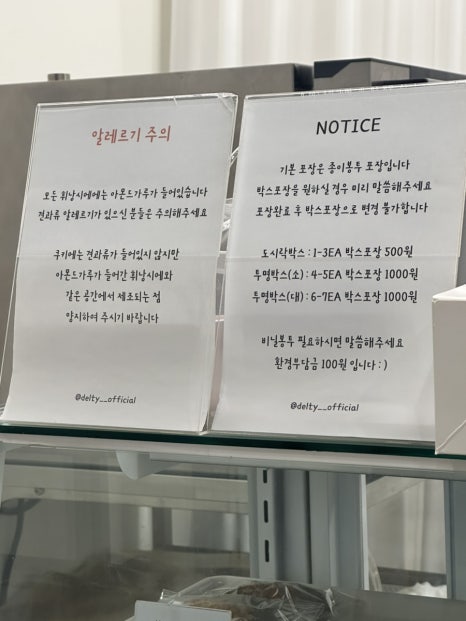 알레르기 주의
모든 휘낭시에에는 아몬드가루가 들어있습니다
견과류 알레르기가 있으신 분들은 주의해주세요
쿠키에는 견과류가 들어있지 않지만
아몬드가루가 들어간 휘낭시에와
같은 공간에서 제조되는 점
양지하여 주시기 바랍니다
@delty__official
NOTICE
기본 포장은 종이봉투 포장입니다
박스포장을 원하실 경우 미리 말씀해주세요
포장완료 후 박스포장으로 변경 불가합니다
도시락박스 : 1-3EA 박스포장 500원
투명박스(소) : 4-5EA 박스포장 1000원
투명박스(대) : 6-7EA 박스포장 1000원
비닐봉투 필요하시면 말씀해주세요
환경부담금 100원 입니다 : )
@delty__official